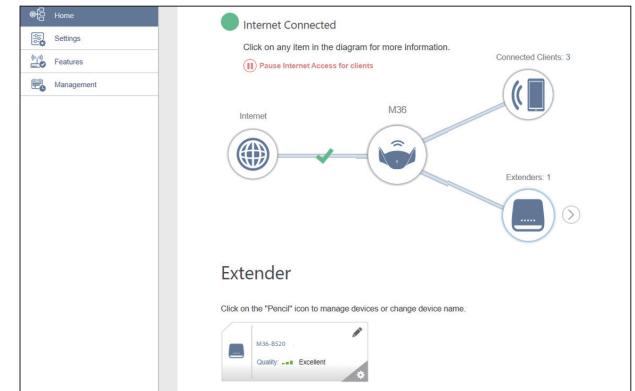 Home
Settings
Features
Management
Internet Connected
Click on any item in the diagram for more information.
Pause Internet Access for clients
Connected Clients: 3
Internet
M36
Extenders: 1
Extender
Click on the "Pencil" icon to manage devices or change device name.
M36-B520
Quality: Excellent